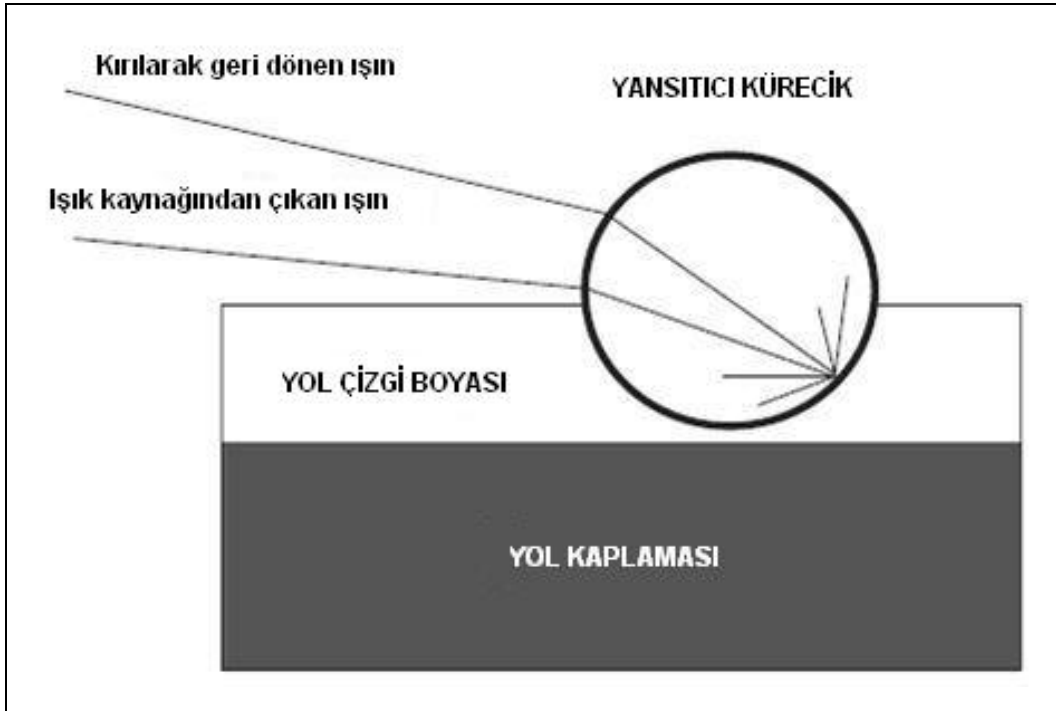 Kırılarak geri dönen ışın
YANSITICI KÜRECİK
Işık kaynağından çıkan ışın
YOL ÇİZGİ BOYASI
YOL KAPLAMASI